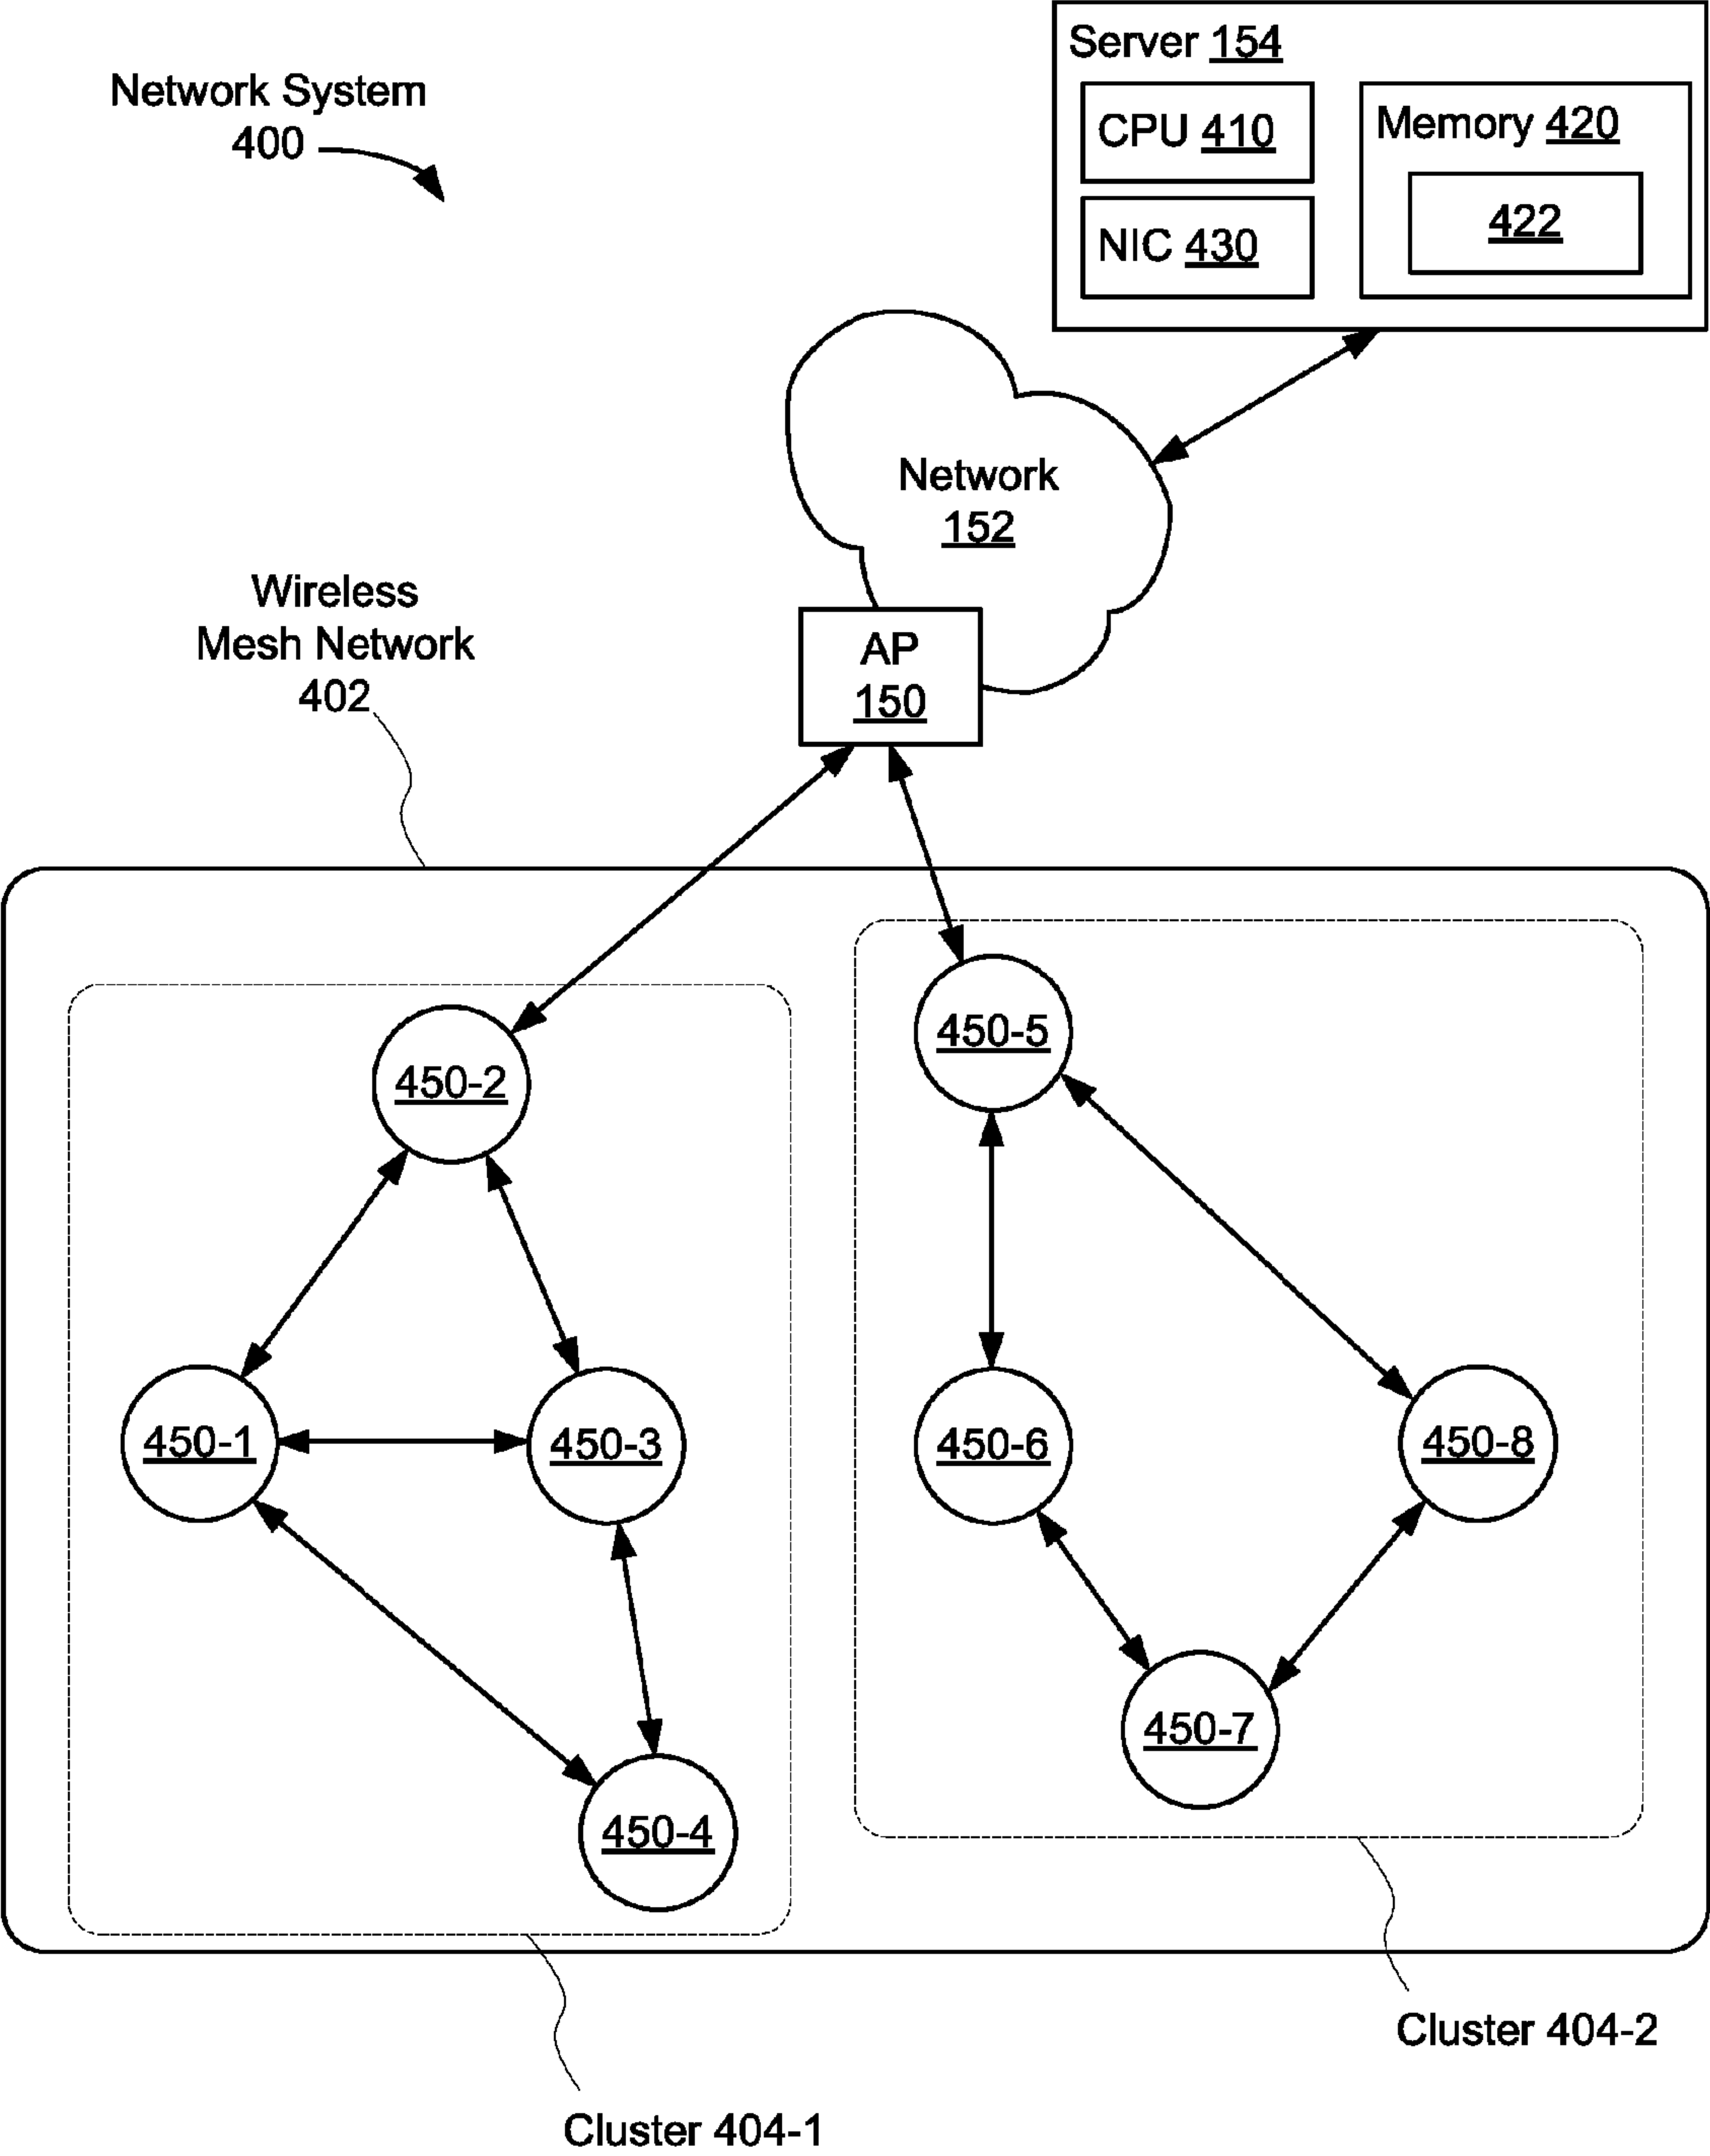 Server 154
Network System
400
CPU 410
Memory 420
422
NIC 430
Network
152
Wireless
Mesh Network
402
AP
150
450-5
450-2
450-1
450-3
450-6
450-8
450-7
450-4
Cluster 404-2
Cluster 404-1